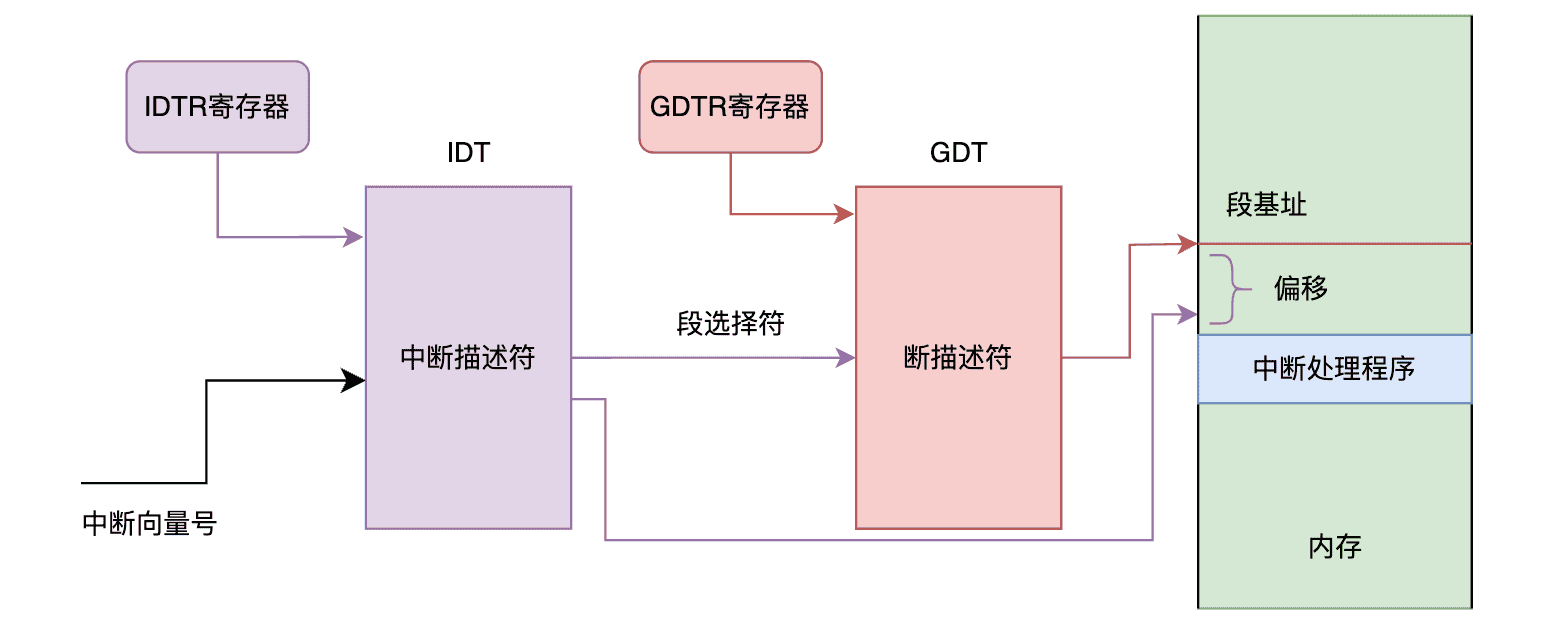 IDTR寄存器
GDTR寄存器
IDT
GDT
段基址
偏移
段选择符
中断描述符
断描述符
中断处理程序
中断向量号
内存